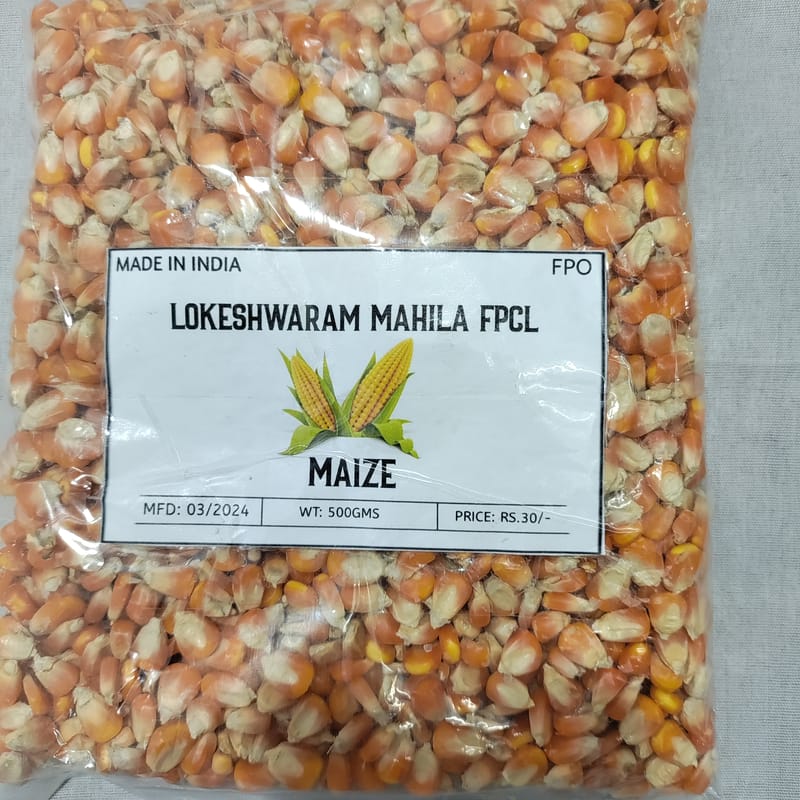 MADE IN INDIA FPO
LOKESHWARAM MAHILA FPCL
MAIZE
MFD: 03/2024 WT: 500GMS PRICE: RS.30/-